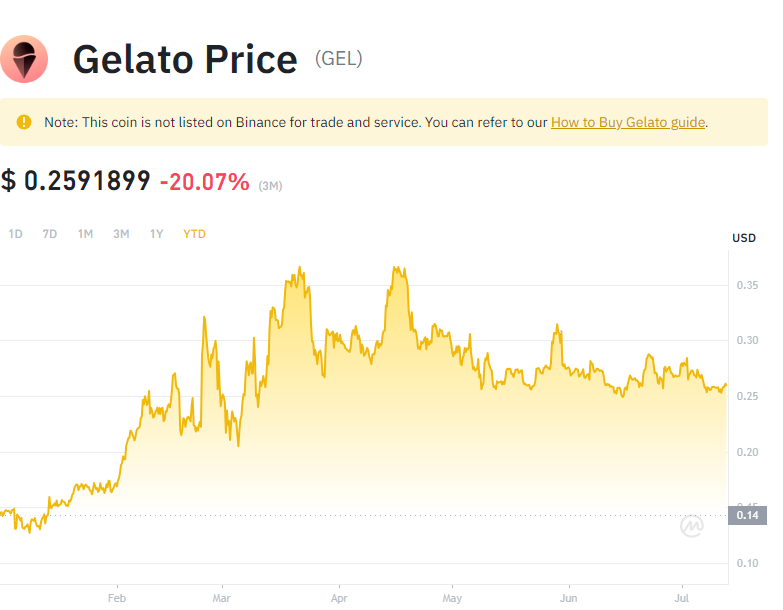 Gelato Price (GEL)
Note: This coin is not listed on Binance for trade and service. You can refer to our How to Buy Gelato guide.
$ 0.2591899 -20.07% (3M)
1D 7D 1M 3M 1Y YTD
USD
0.35
0.30
0.25
0.20
0.15
0.14
0.10
Feb Mar Apr May Jun Jul